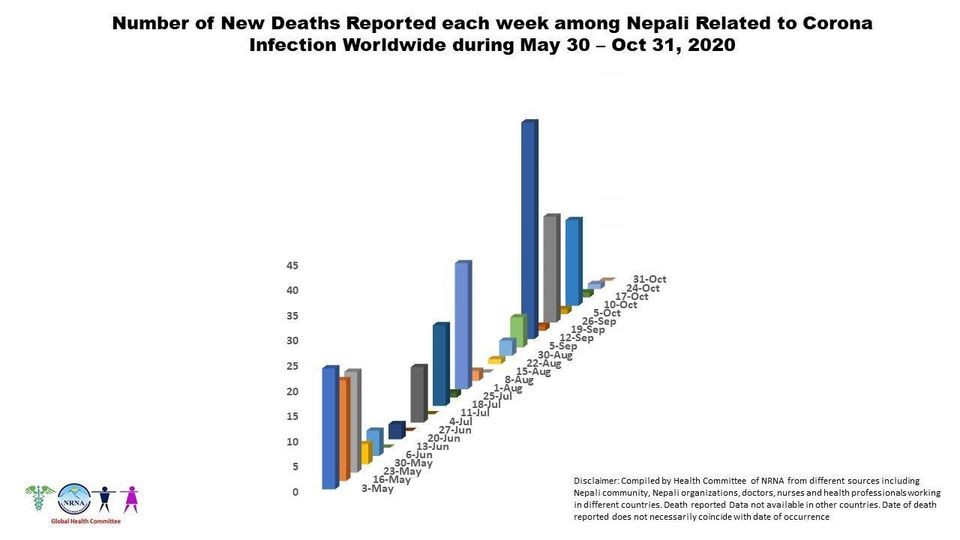 Number of New Deaths Reported each week among Nepali Related to Corona
Infection Worldwide during May 30 – Oct 31, 2020
45
40
35
30
25
20
15
10
5
0
31-Oct
24-Oct
17-Oct
10-Oct
5-Oct
26-Sep
19-Sep
12-Sep
5-Sep
30-Aug
22-Aug
15-Aug
8-Aug
1-Aug
25-Jul
18-Jul
11-Jul
4-Jul
27-Jun
20-Jun
13-Jun
6-Jun
30-May
23-May
16-May
3-May
NRNA
Global Health Committee
Disclaimer: Compiled by Health Committee of NRNA from different sources including
Nepali community, Nepali organizations, doctors, nurses and health professionals working
in different countries. Death reported Data not available in other countries. Date of death
reported does not necessarily coincide with date of occurrence